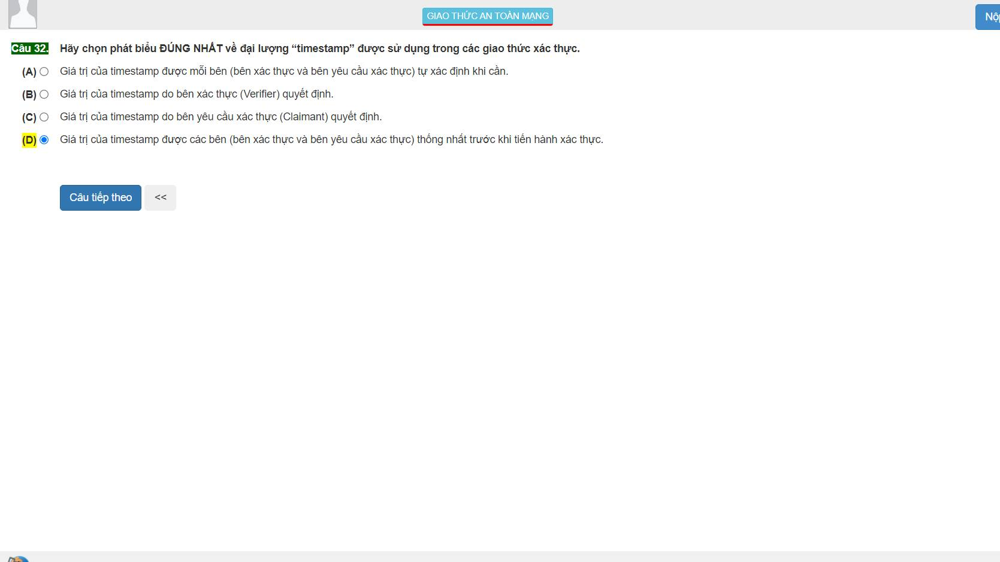 GIAO THỨC AN TOÀN MẠNG
Câu 32. Hãy chọn phát biểu ĐÚNG NHẤT về đại lượng “timestamp” được sử dụng trong các giao thức xác thực.
(A) Giá trị của timestamp được mỗi bên (bên xác thực và bên yêu cầu xác thực) tự xác định khi cần.
(B) Giá trị của timestamp do bên xác thực (Verifier) quyết định.
(C) Giá trị của timestamp do bên yêu cầu xác thực (Claimant) quyết định.
(D) Giá trị của timestamp được các bên (bên xác thực và bên yêu cầu xác thực) thống nhất trước khi tiến hành xác thực.
Câu tiếp theo <<